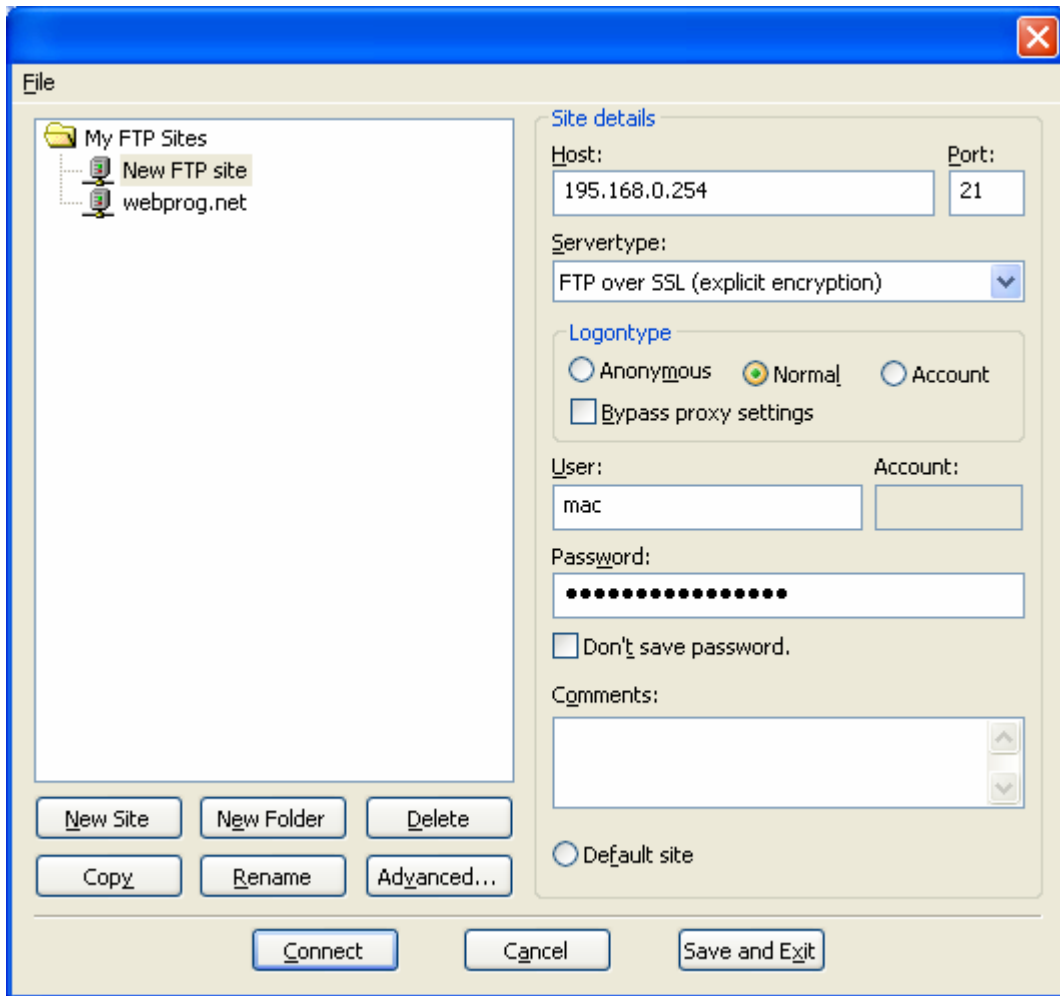 File
My FTP Sites
New FTP site
webprog.net
New Site
New Folder
Delete
Copy
Rename
Advanced...
Site details
Host:
Port:
195.168.0.254
21
Servertype:
FTP over SSL (explicit encryption)
Logontype
Anonymous
Normal
Account
Bypass proxy settings
User:
Account:
mac
Password:
••••••••••••••••
Don't save password.
Comments:
Default site
Connect
Cancel
Save and Exit